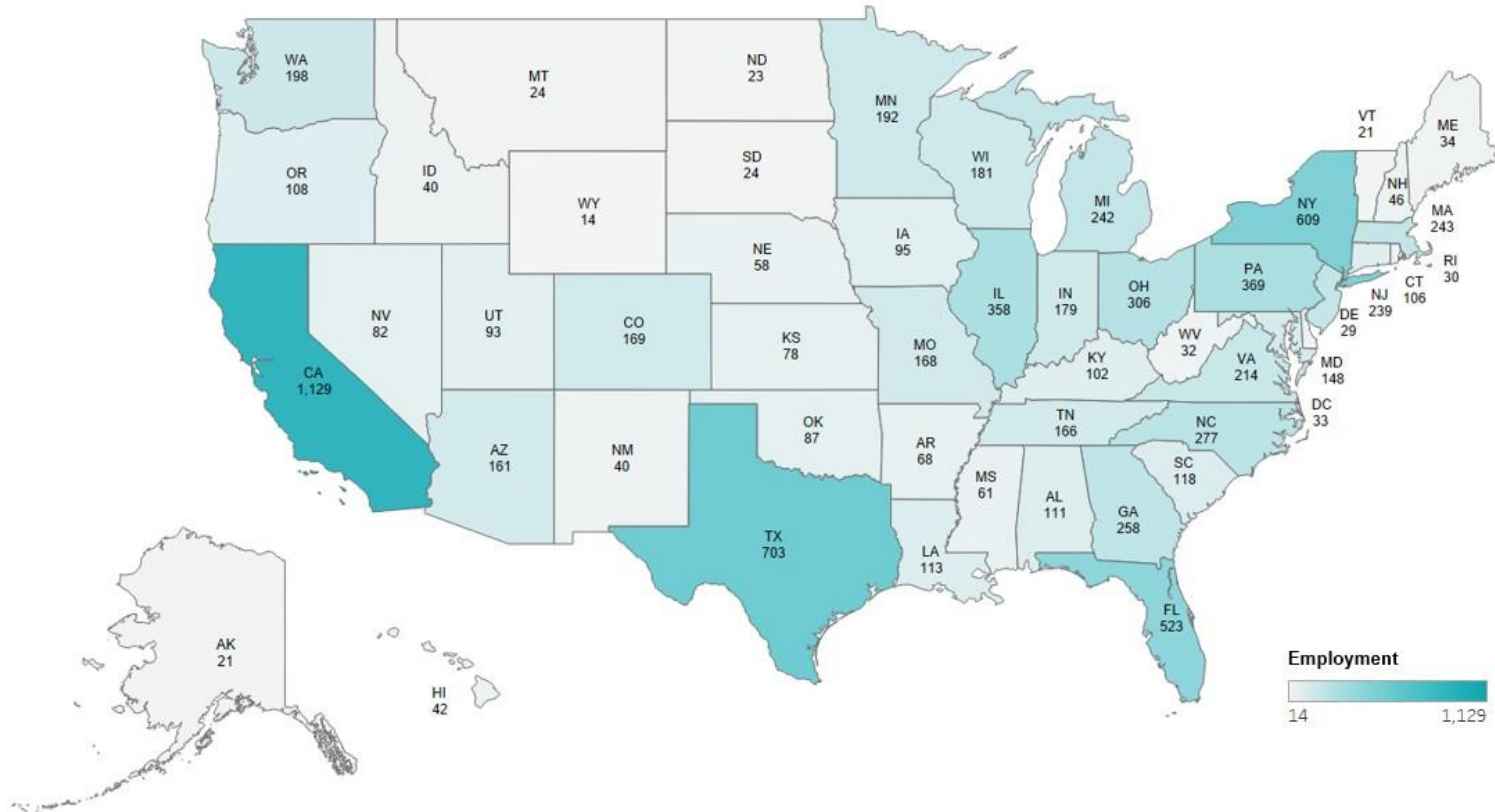 WA
198
MT
24
ND
23
MN
192
VT
21
ME
34
OR
108
ID
40
WY
14
SD
24
WI
181
MI
242
NY
609
NH
46
MA
243
RI
30
CT
106
NJ
239
NE
58
IA
95
PA
369
DE
29
NV
82
UT
93
CO
169
KS
78
MO
168
IL
358
IN
179
OH
306
WV
32
VA
214
MD
148
DC
33
CA
1,129
KY
102
AZ
161
NM
40
OK
87
AR
68
TN
166
NC
277
SC
118
TX
703
LA
113
MS
61
AL
111
GA
258
FL
523
AK
21
HI
42
Employment
14
1,129